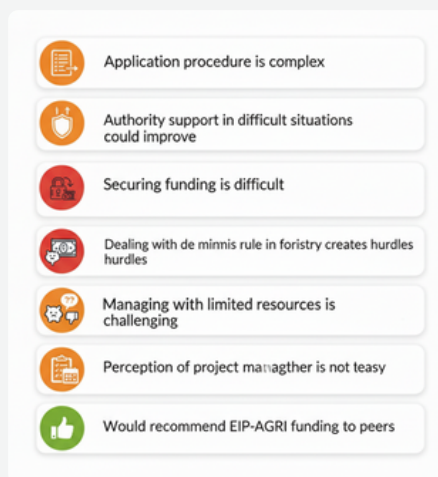 Application procedure is complex
Authority support in difficult situations
could improve
Securing funding is difficult
Dealing with de mimnis rule in foristry creates hurdles
hurdles
Managing with limited resources is
challenging
Perception of project managther is not teasy
Would recommend EIP-AGRI funding to peers